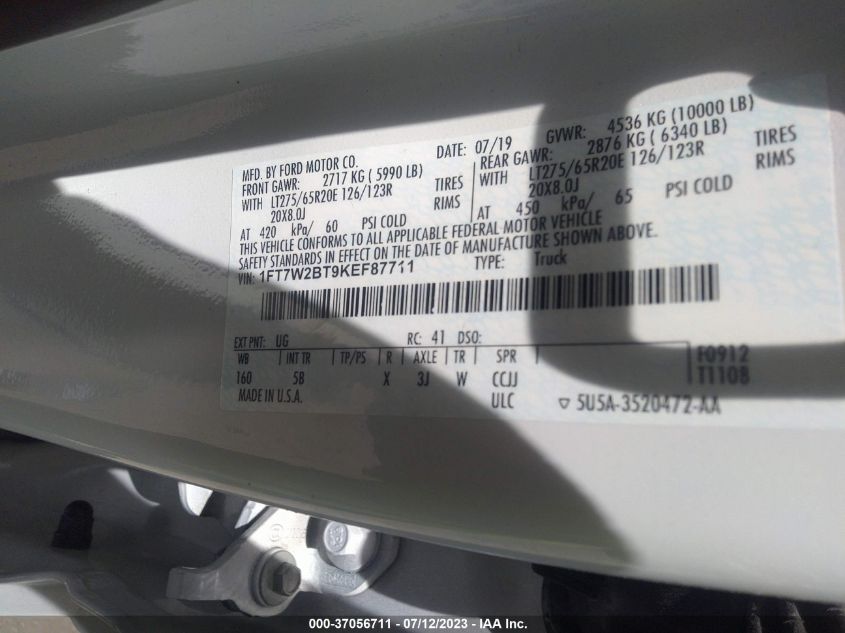 MFD. BY FORD MOTOR CO.
DATE: 07/19 GVWR: 4536 KG (10000 LB)
FRONT GAWR: 2717 KG ( 5990 LB)
REAR GAWR: 2876 KG ( 6340 LB)
WITH LT275/65R20E 126/123R TIRES
WITH LT275/65R20E 126/123R TIRES
20X8.0J RIMS
20X8.0J RIMS
AT 420 kPa/ 60 PSI COLD
AT 450 kPa/ 65 PSI COLD
THIS VEHICLE CONFORMS TO ALL APPLICABLE FEDERAL MOTOR VEHICLE
SAFETY STANDARDS IN EFFECT ON THE DATE OF MANUFACTURE SHOWN ABOVE.
VIN: 1FT7W2BT9KEF87711 TYPE: Truck
EXT PNT: UG RC: 41 DSO:
WB INT TR TP/PS R AXLE TR SPR
160 5B X 3J W CCJJ
F0912
T110B
MADE IN U.S.A. ULC 5U5A-3520472-AA
000-37056711 - 07/12/2023 - IAA Inc.